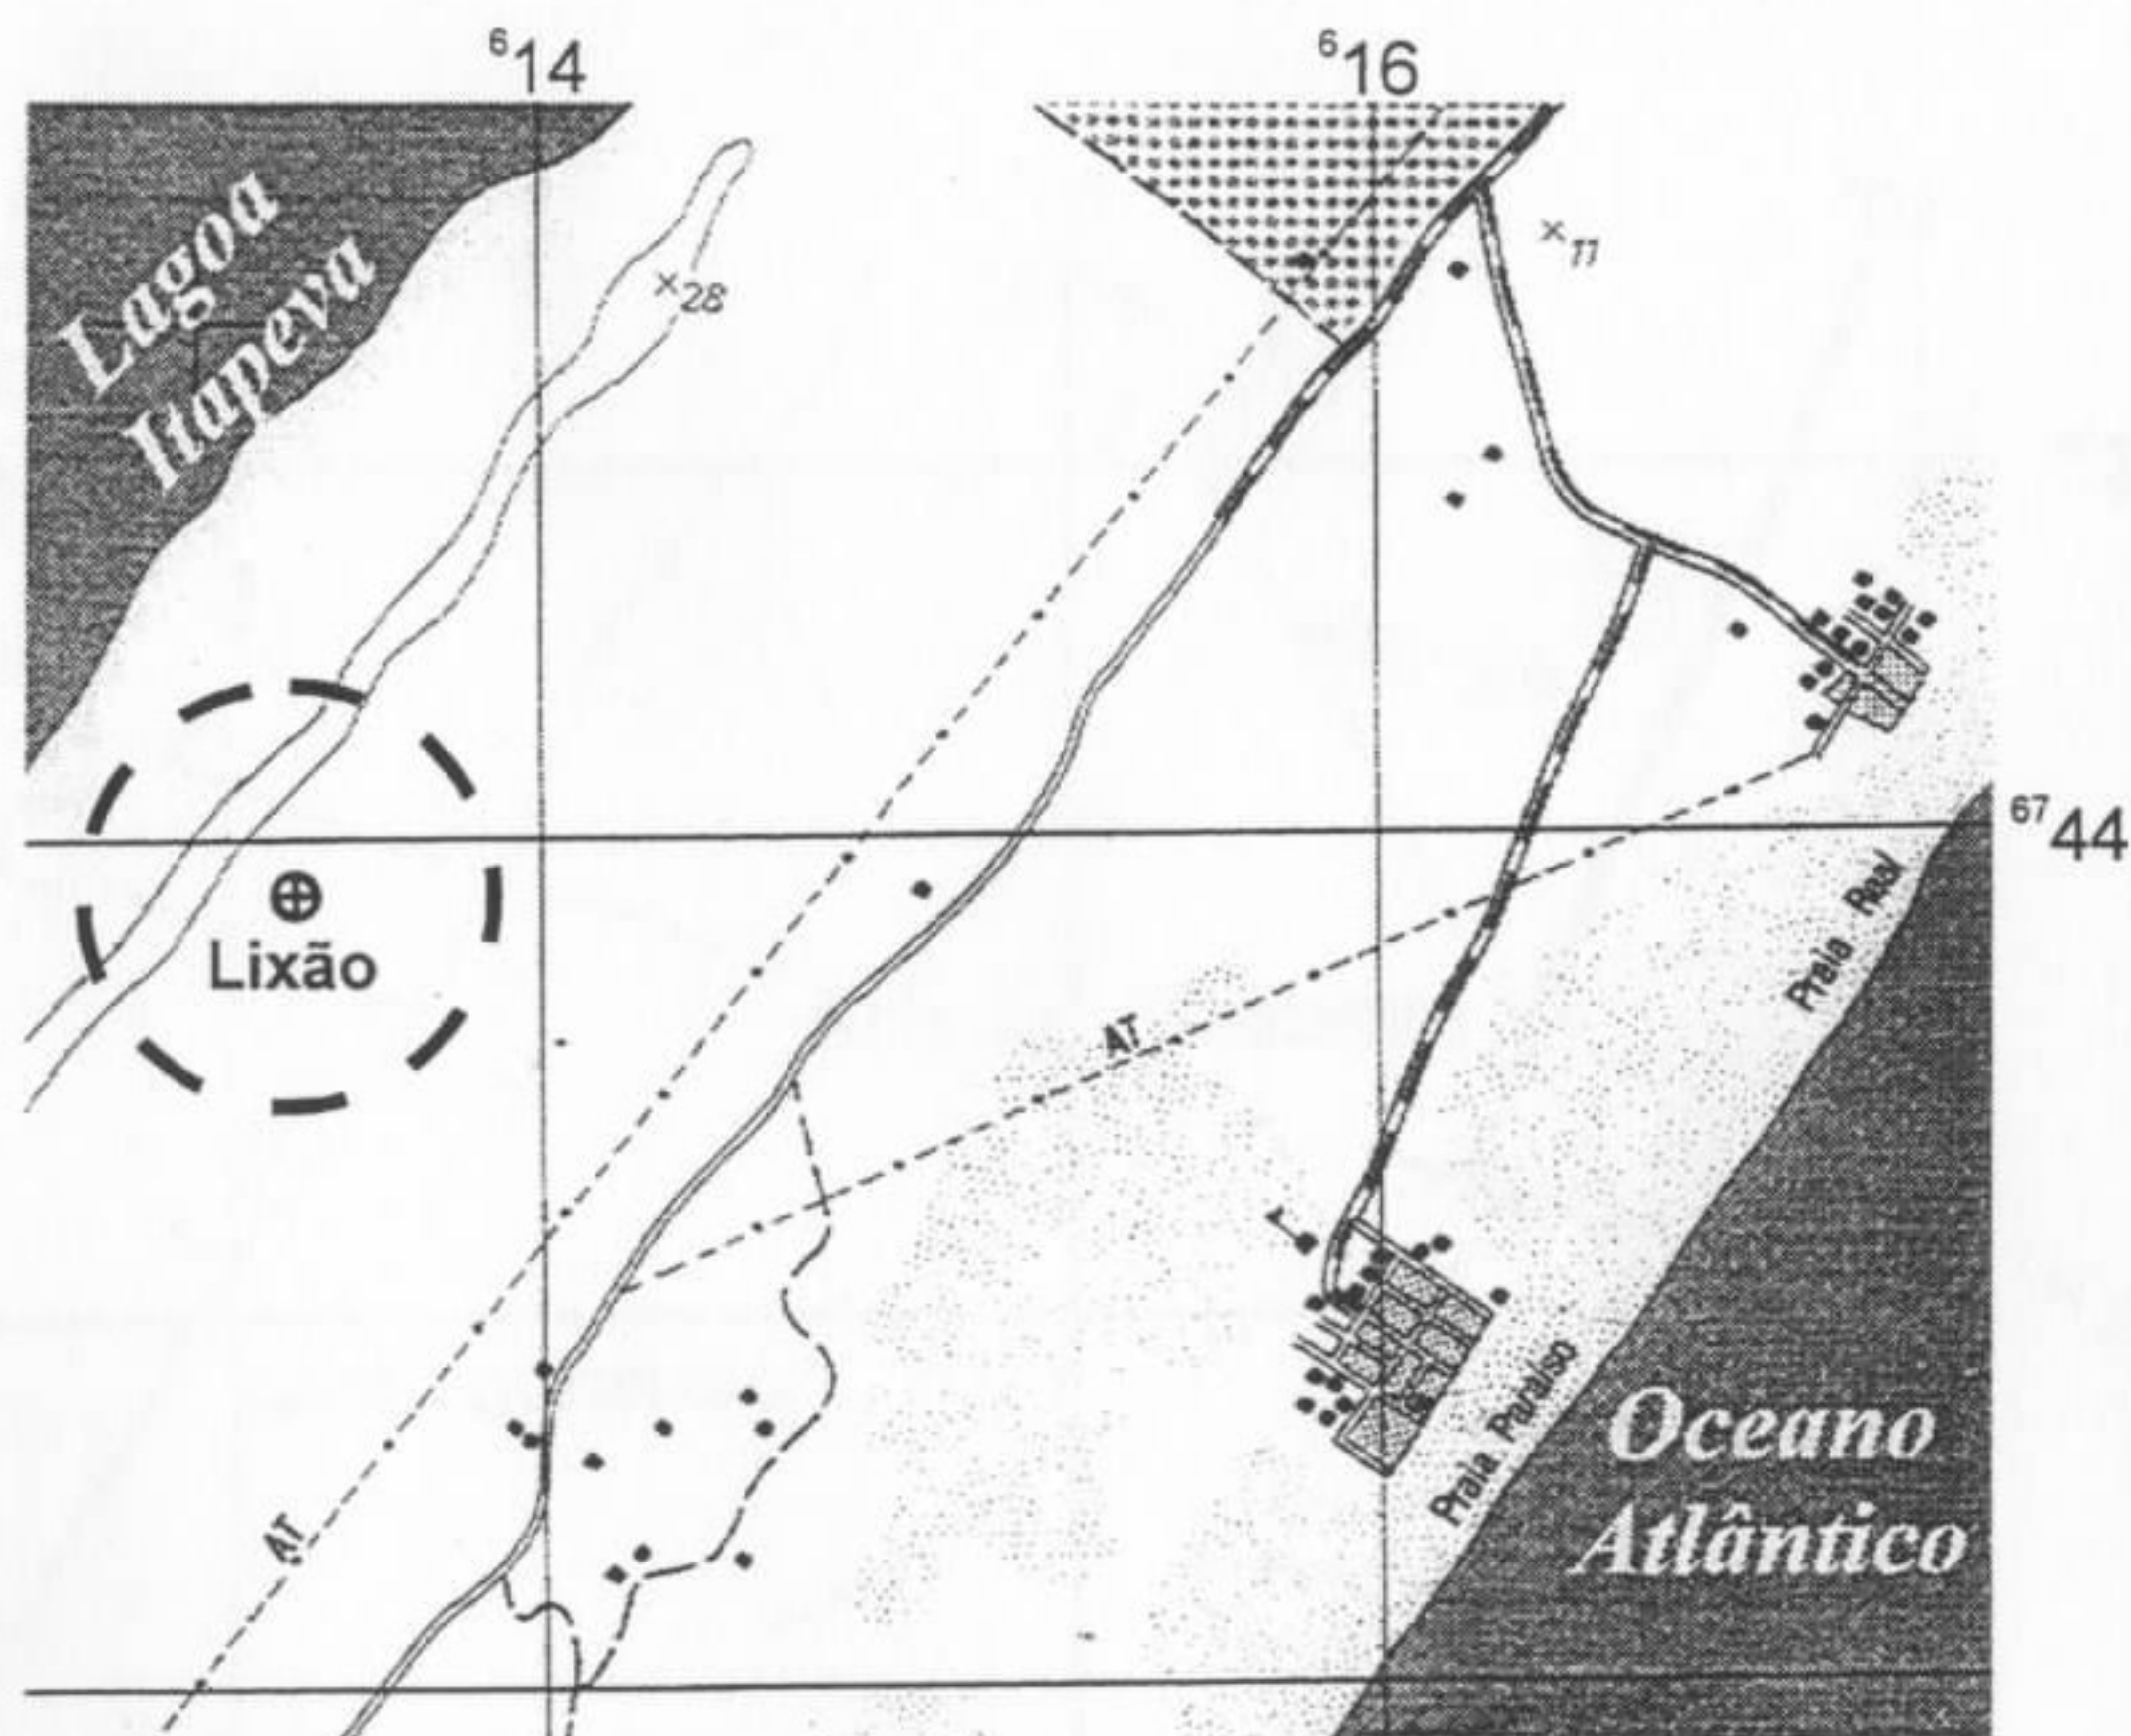 ⁶14
⁶16
Lagoa
Itapeva
×28
×11
⁶⁷44
Lixão
Praia Real
AT
Praia Paraíso
Oceano
Atlântico
AT